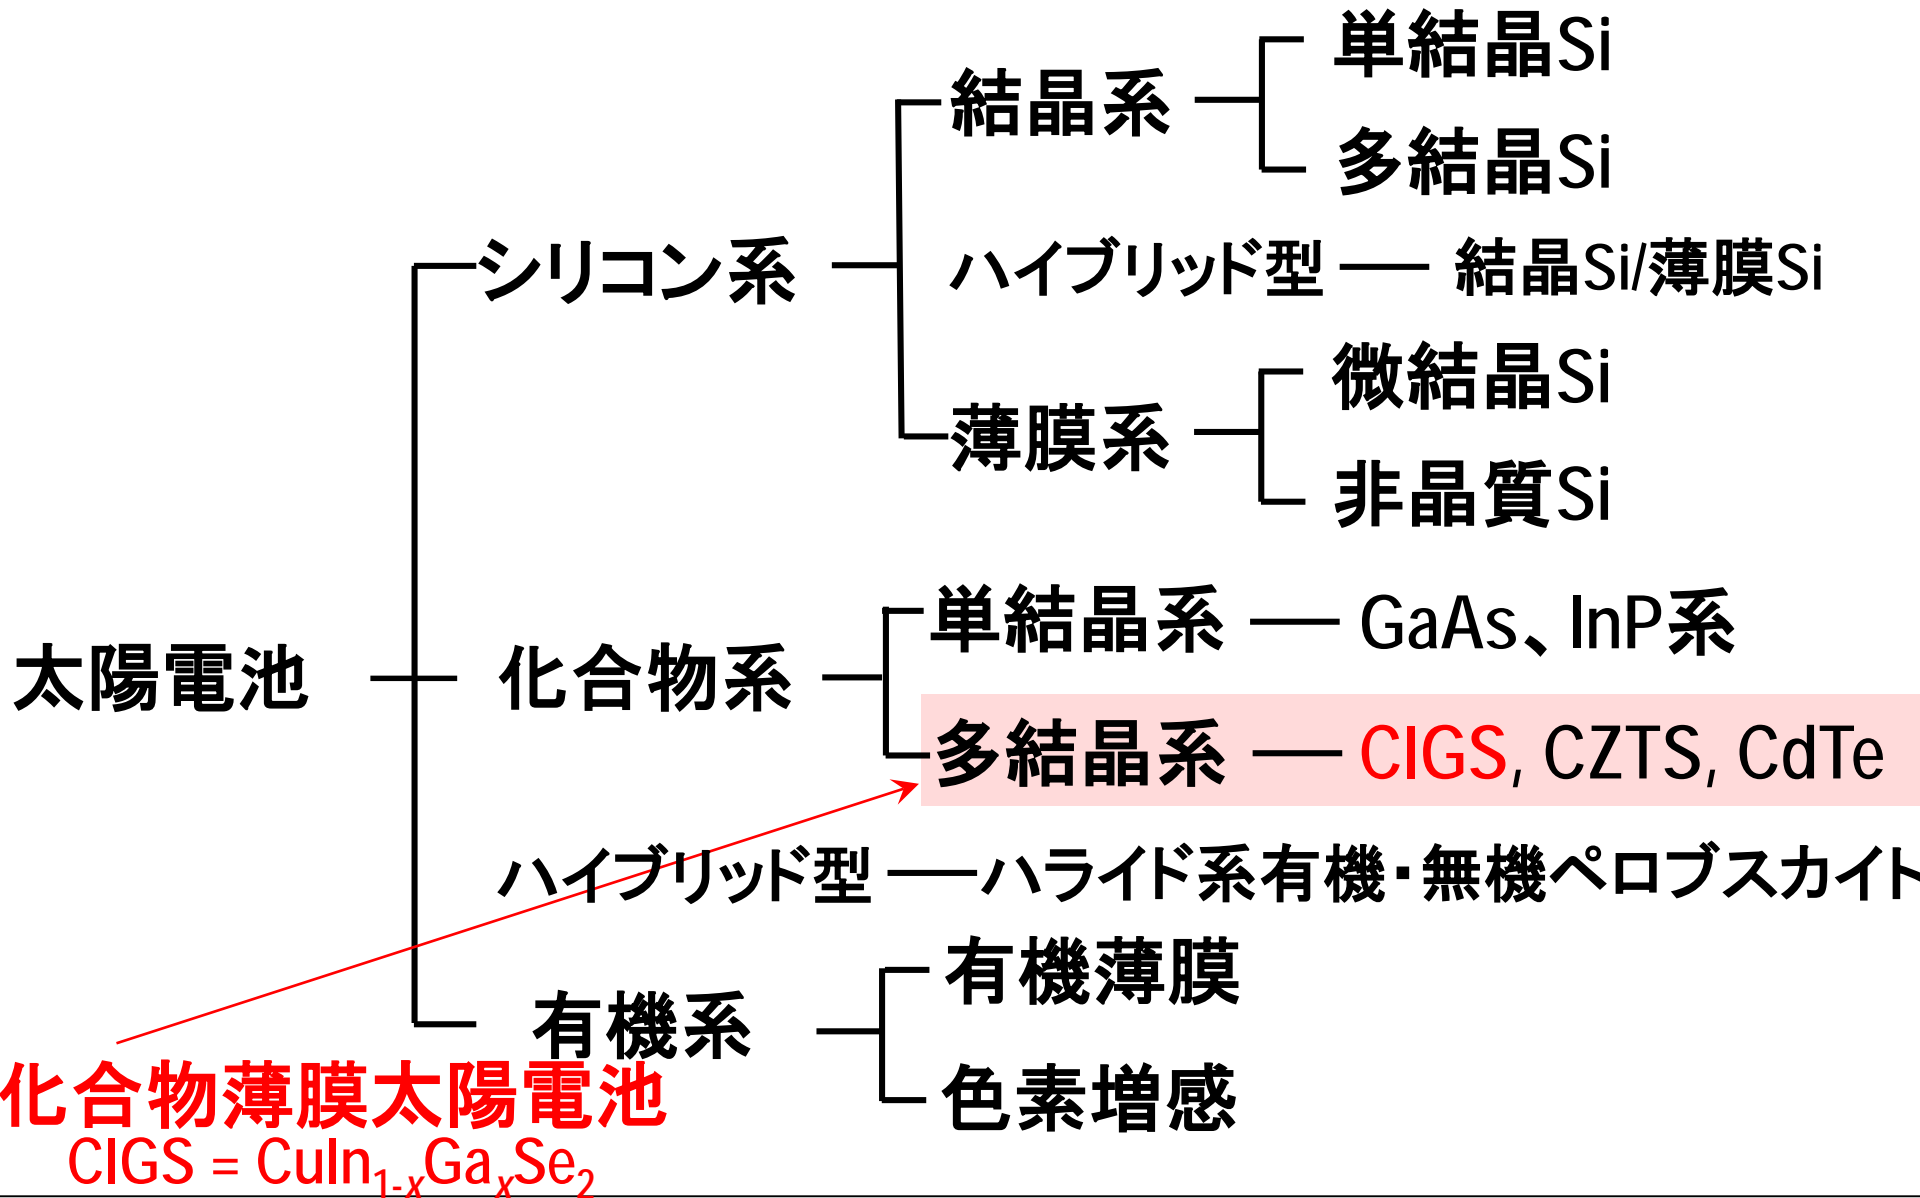 単結晶Si
結晶系
多結晶Si
シリコン系
ハイブリッド型
結晶Si/薄膜Si
微結晶Si
薄膜系
非晶質Si
太陽電池
化合物系
単結晶系
GaAs、InP系
多結晶系
CIGS, CZTS, CdTe
ハイブリッド型
ハライド系有機・無機ペロブスカイト
有機系
有機薄膜
色素増感
化合物薄膜太陽電池
CIGS = CuIn1-xGaxSe2